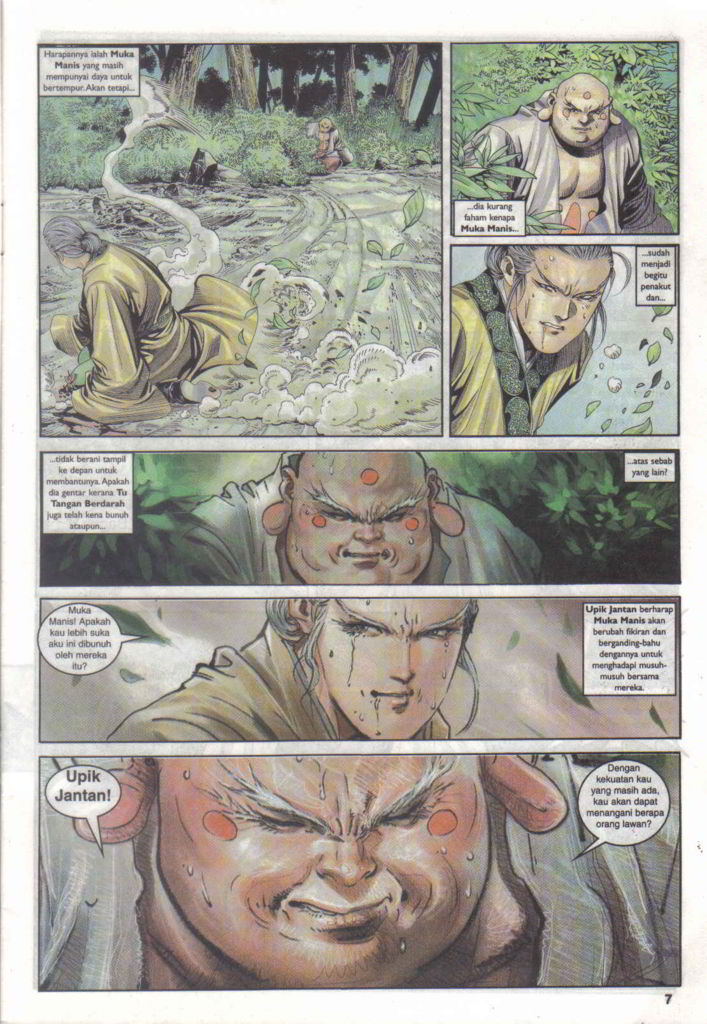 Harapannya ialah Muka
Manis yang masih
mempunyai daya untuk
bertempur. Akan tetapi...
...dia kurang
faham kenapa
Muka Manis...
...sudah
menjadi
begitu
penakut
dan...
...tidak berani tampil
ke depan untuk
membantunya. Apakah
dia gentar kerana Tu
Tangan Berdarah
juga telah kena bunuh
ataupun...
...atas sebab
yang lain?
Muka
Manis! Apakah
kau lebih suka
aku ini dibunuh
oleh mereka
itu?
Upik Jantan berharap
Muka Manis akan
berubah fikiran dan
berganding-bahu
dengannya untuk
menghadapi musuh-
musuh bersama
mereka.
Upik
Jantan!
Dengan
kekuatan kau
yang masih ada,
kau akan dapat
menangani berapa
orang lawan?
7